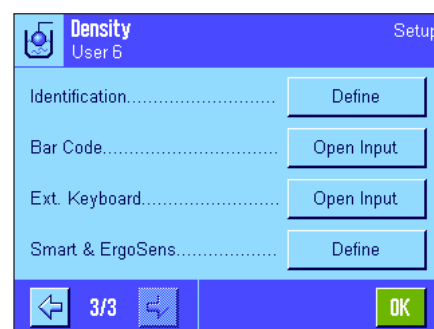 Density Setup
User 6
Identification........................... Define
Bar Code................................ Open Input
Ext. Keyboard......................... Open Input
Smart & ErgoSens................... Define
3/3 OK